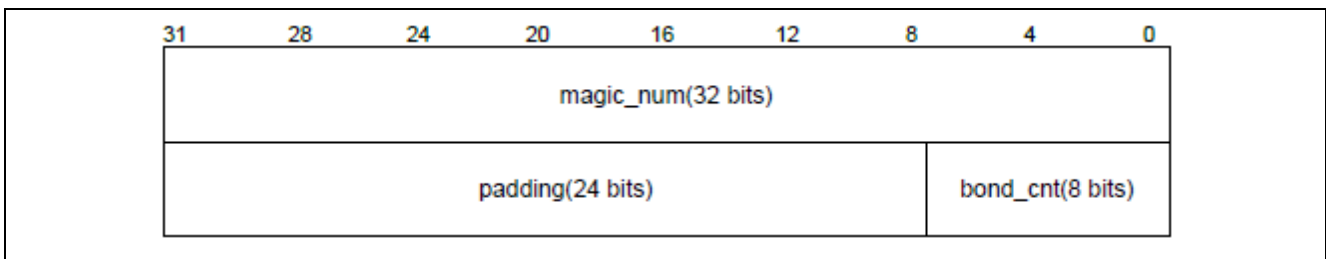 31 28 24 20 16 12 8 4 0
magic_num(32 bits)
padding(24 bits) bond_cnt(8 bits)